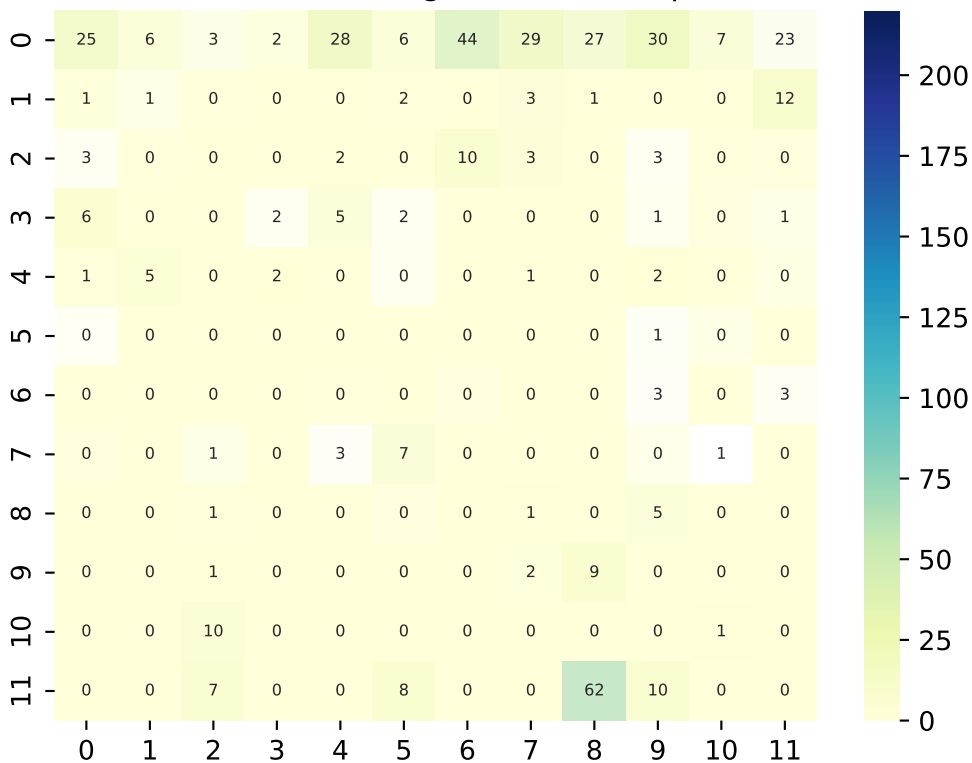 0 25 6 3 2 28 6 44 29 27 30 7 23
1 1 1 0 0 0 2 0 3 1 0 0 12
2 3 0 0 0 2 0 10 3 0 3 0 0
3 6 0 0 2 5 2 0 0 0 1 0 1
4 1 5 0 2 0 0 0 1 0 2 0 0
5 0 0 0 0 0 0 0 0 0 1 0 0
6 0 0 0 0 0 0 0 0 0 3 0 3
7 0 0 1 0 3 7 0 0 0 0 1 0
8 0 0 1 0 0 0 0 1 0 5 0 0
9 0 0 1 0 0 0 0 2 9 0 0 0
10 0 0 10 0 0 0 0 0 0 0 1 0
11 0 0 7 0 0 8 0 0 62 10 0 0
0 1 2 3 4 5 6 7 8 9 10 11
200
175
150
125
100
75
50
25
0